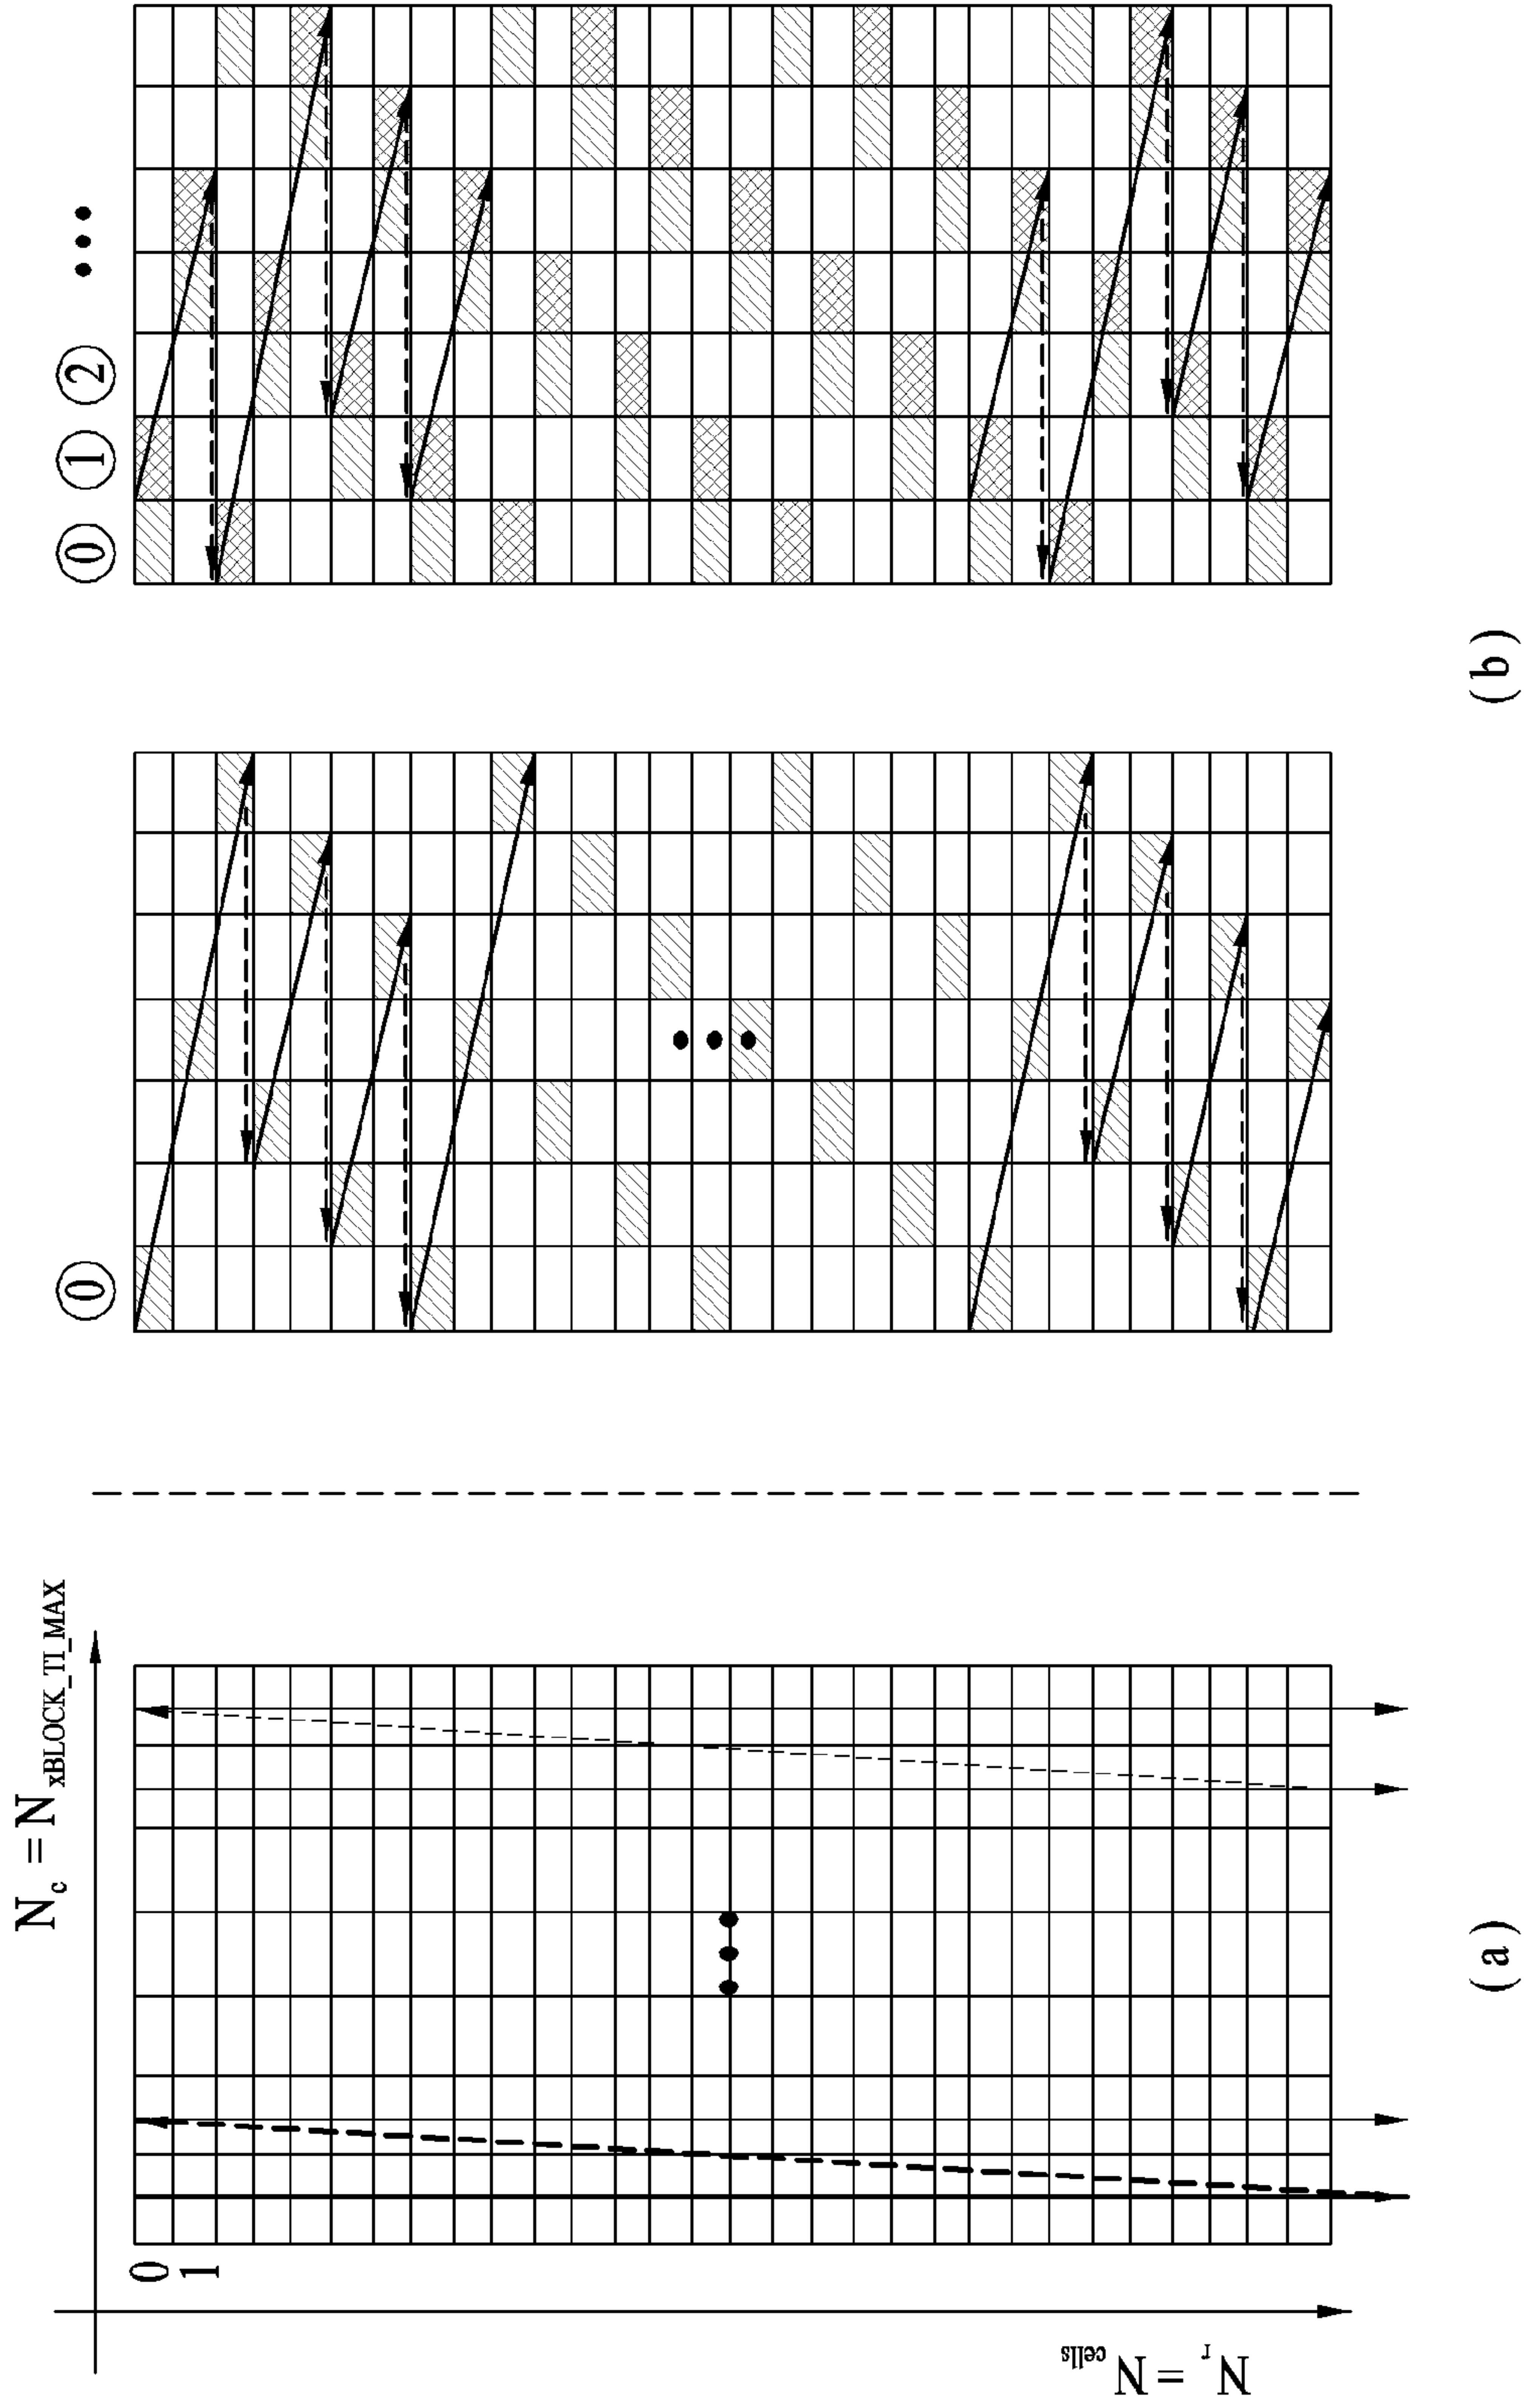 N_c = N_xBLOCK_TI_MAX
0
1
N_r = N_cells
(a)
⓪
⓪ ① ② •••
(b)